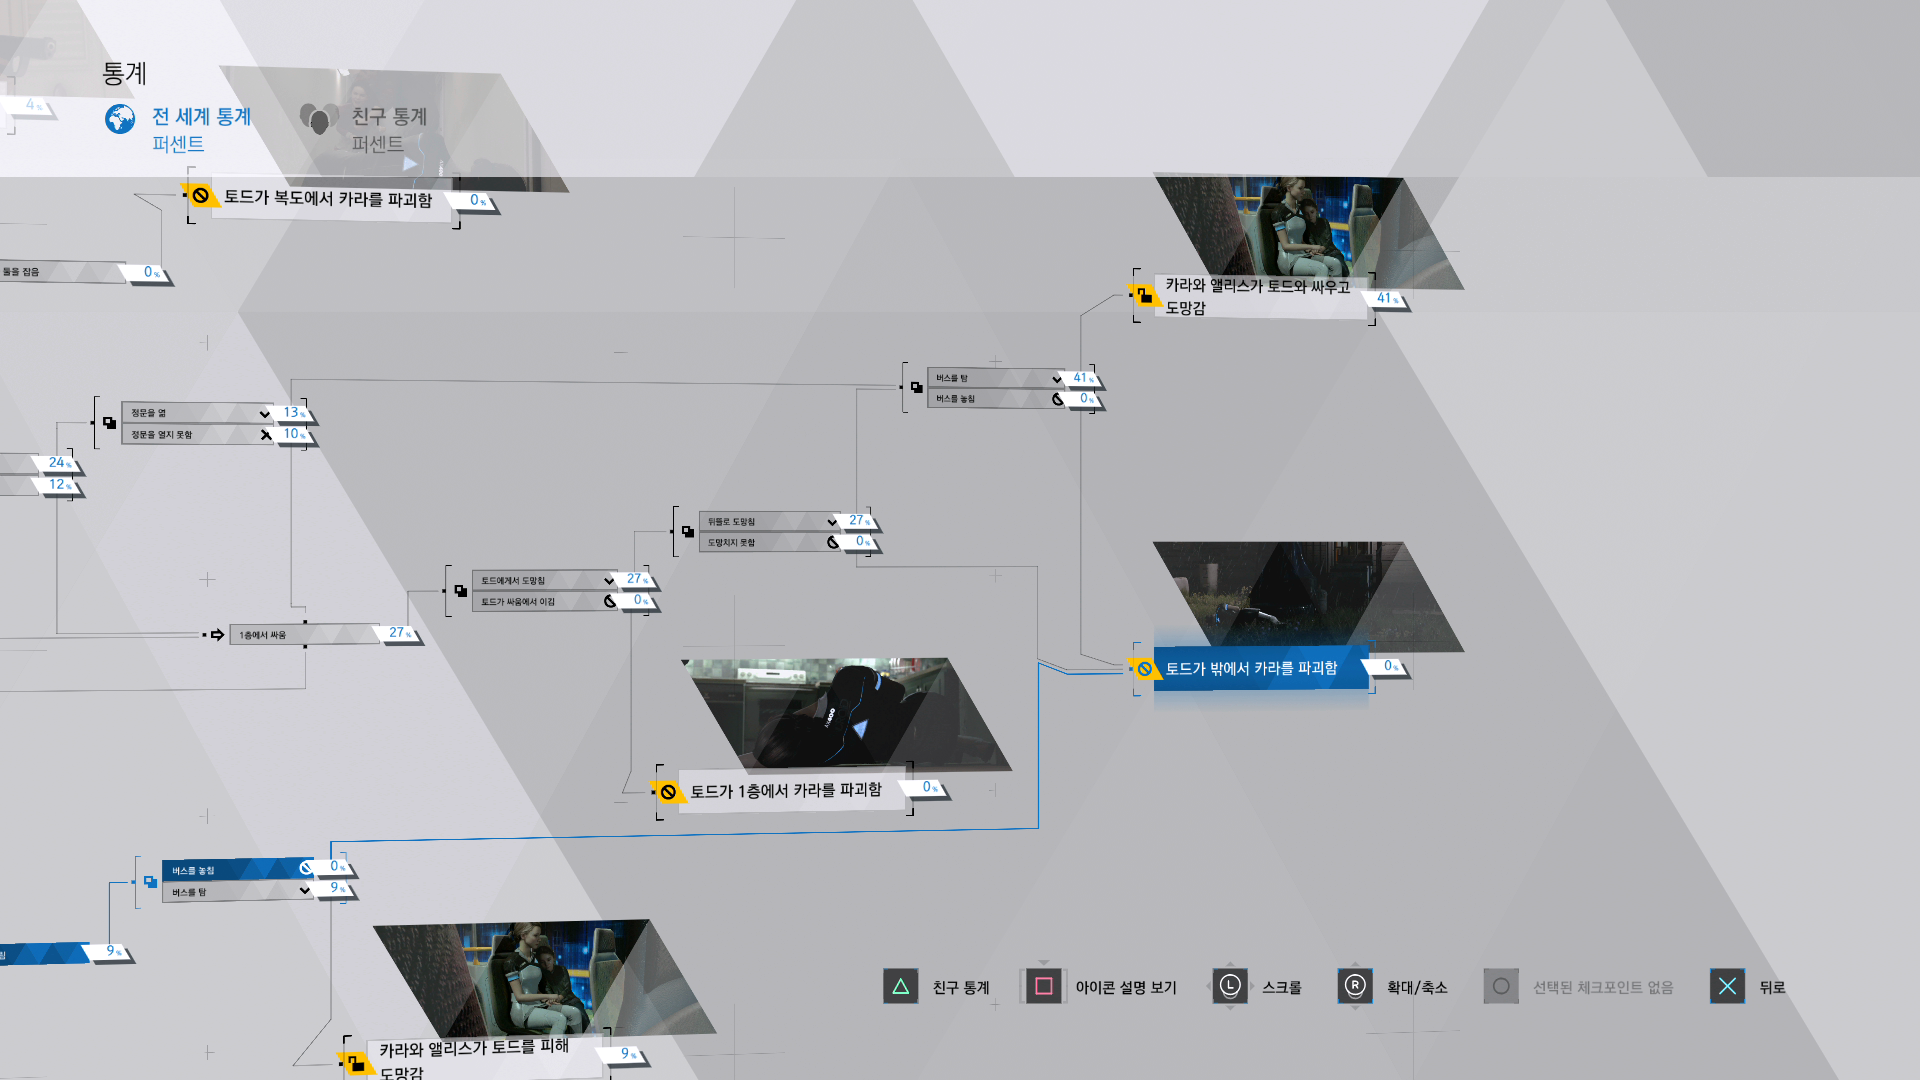 통계
전 세계 통계
퍼센트
친구 통계
퍼센트
4%
토드가 복도에서 카라를 파괴함
0%
둘을 잡음
0%
카라와 앨리스가 토드와 싸우고
도망감
41%
버스를 탐
41%
버스를 놓침
0%
정문을 엶
13%
정문을 열지 못함
10%
24%
12%
뒤뜰로 도망침
27%
도망치지 못함
0%
토드에게서 도망침
27%
토드가 싸움에서 이김
0%
1층에서 싸움
27%
토드가 밖에서 카라를 파괴함
0%
토드가 1층에서 카라를 파괴함
0%
버스를 놓침
0%
버스를 탐
9%
9%
카라와 앨리스가 토드를 피해
도망감
9%
친구 통계
아이콘 설명 보기
L
스크롤
R
확대/축소
선택된 체크포인트 없음
뒤로